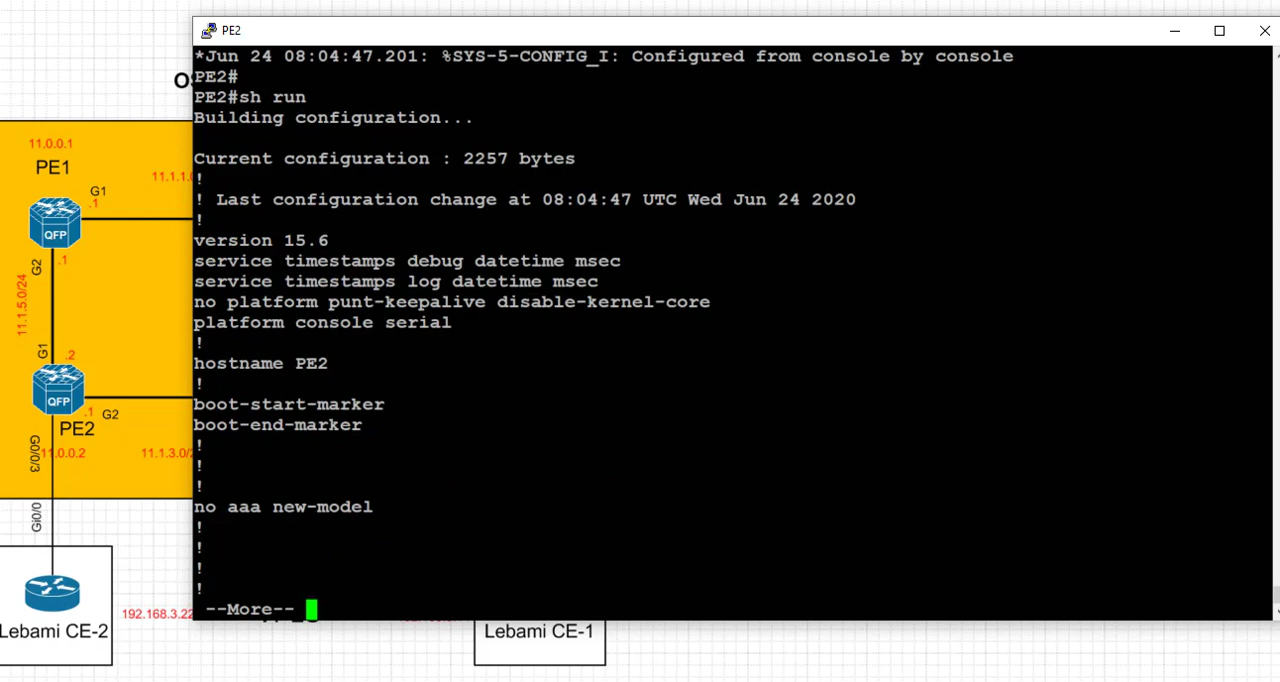 PE2
*Jun 24 08:04:47.201: %SYS-5-CONFIG_I: Configured from console by console
PE2#
PE2#sh run
Building configuration...
Current configuration : 2257 bytes
!
! Last configuration change at 08:04:47 UTC Wed Jun 24 2020
!
version 15.6
service timestamps debug datetime msec
service timestamps log datetime msec
no platform punt-keepalive disable-kernel-core
platform console serial
!
hostname PE2
!
boot-start-marker
boot-end-marker
!
!
!
no aaa new-model
!
!
!
!
--More--
11.0.0.1
PE1
11.1.1.0
G1
.1
QFP
G2
.1
11.1.5.0/24
G1
.2
QFP
.1
G2
PE2
11.0.0.2
11.1.3.0/2
G0/0/3
Gi0/0
192.168.3.22
Lebami CE-2
Lebami CE-1